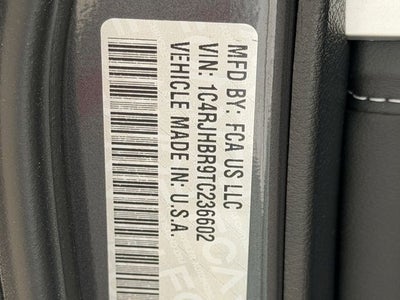 MFD BY: FCA US LLC
VIN: 1C4RJHBR9TC236602
VEHICLE MADE IN: U.S.A.